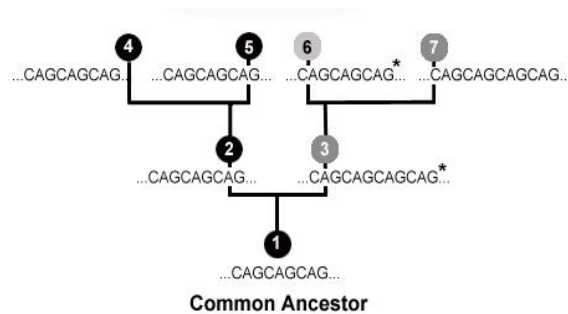 4 5 6 7
...CAGCAGCAG... ...CAGCAGCAG... ...CAGCAGCAG...* ...CAGCAGCAGCAG...
2 3
...CAGCAGCAG... ...CAGCAGCAGCAG...*
1
...CAGCAGCAG...
Common Ancestor